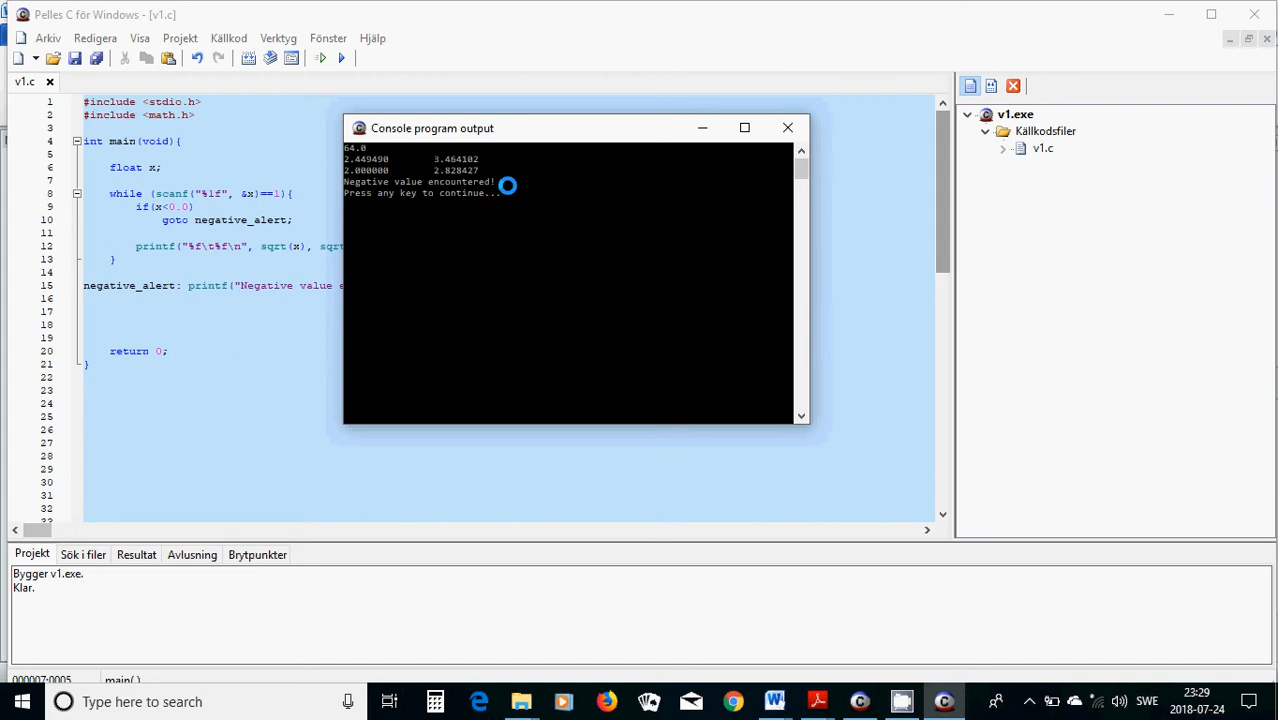 Pelles C för Windows - [v1.c]
Arkiv Redigera Visa Projekt Källkod Verktyg Fönster Hjälp
v1.c
1 #include <stdio.h>
2 #include <math.h>
3
4 int main(void){
5
6 float x;
7
8 while (scanf("%1f", &x)==1){
9 if(x<0.0)
10 goto negative_alert;
11
12 printf("%f\t%f\n", sqrt(x), sqrt
13 }
14
15 negative_alert: printf("Negative value e
16
17
18
19
20 return 0;
21 }
22
23
24
25
26
27
28
29
30
31
32
33
Console program output
64.0
2.449490 3.464102
2.000000 2.828427
Negative value encountered!
Press any key to continue...
v1.exe
Källkodsfiler
v1.c
Projekt Sök i filer Resultat Avlusning Brytpunkter
Bygger v1.exe.
Klar.
000007:0005 main( )
Type here to search
SWE
23:29
2018-07-24